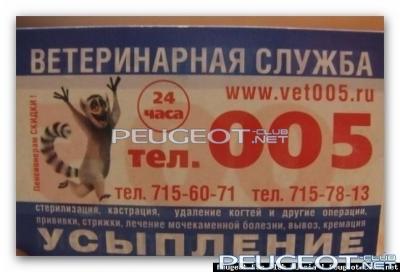 ВЕТЕРИНАРНАЯ СЛУЖБА
www.vet005.ru
Пенсионерам СКИДКИ!
24
часа
PEUGEOT-CLUB
.NET
тел. 005
тел. 715-60-71 тел. 715-78-13
стерилизация, кастрация, удаление когтей и другие операции,
прививки, стрижки, лечение мочекаменной болезни, вывоз, кремация
УСЫПЛЕНИЕ
PEUGEOT-CLUB
.NET